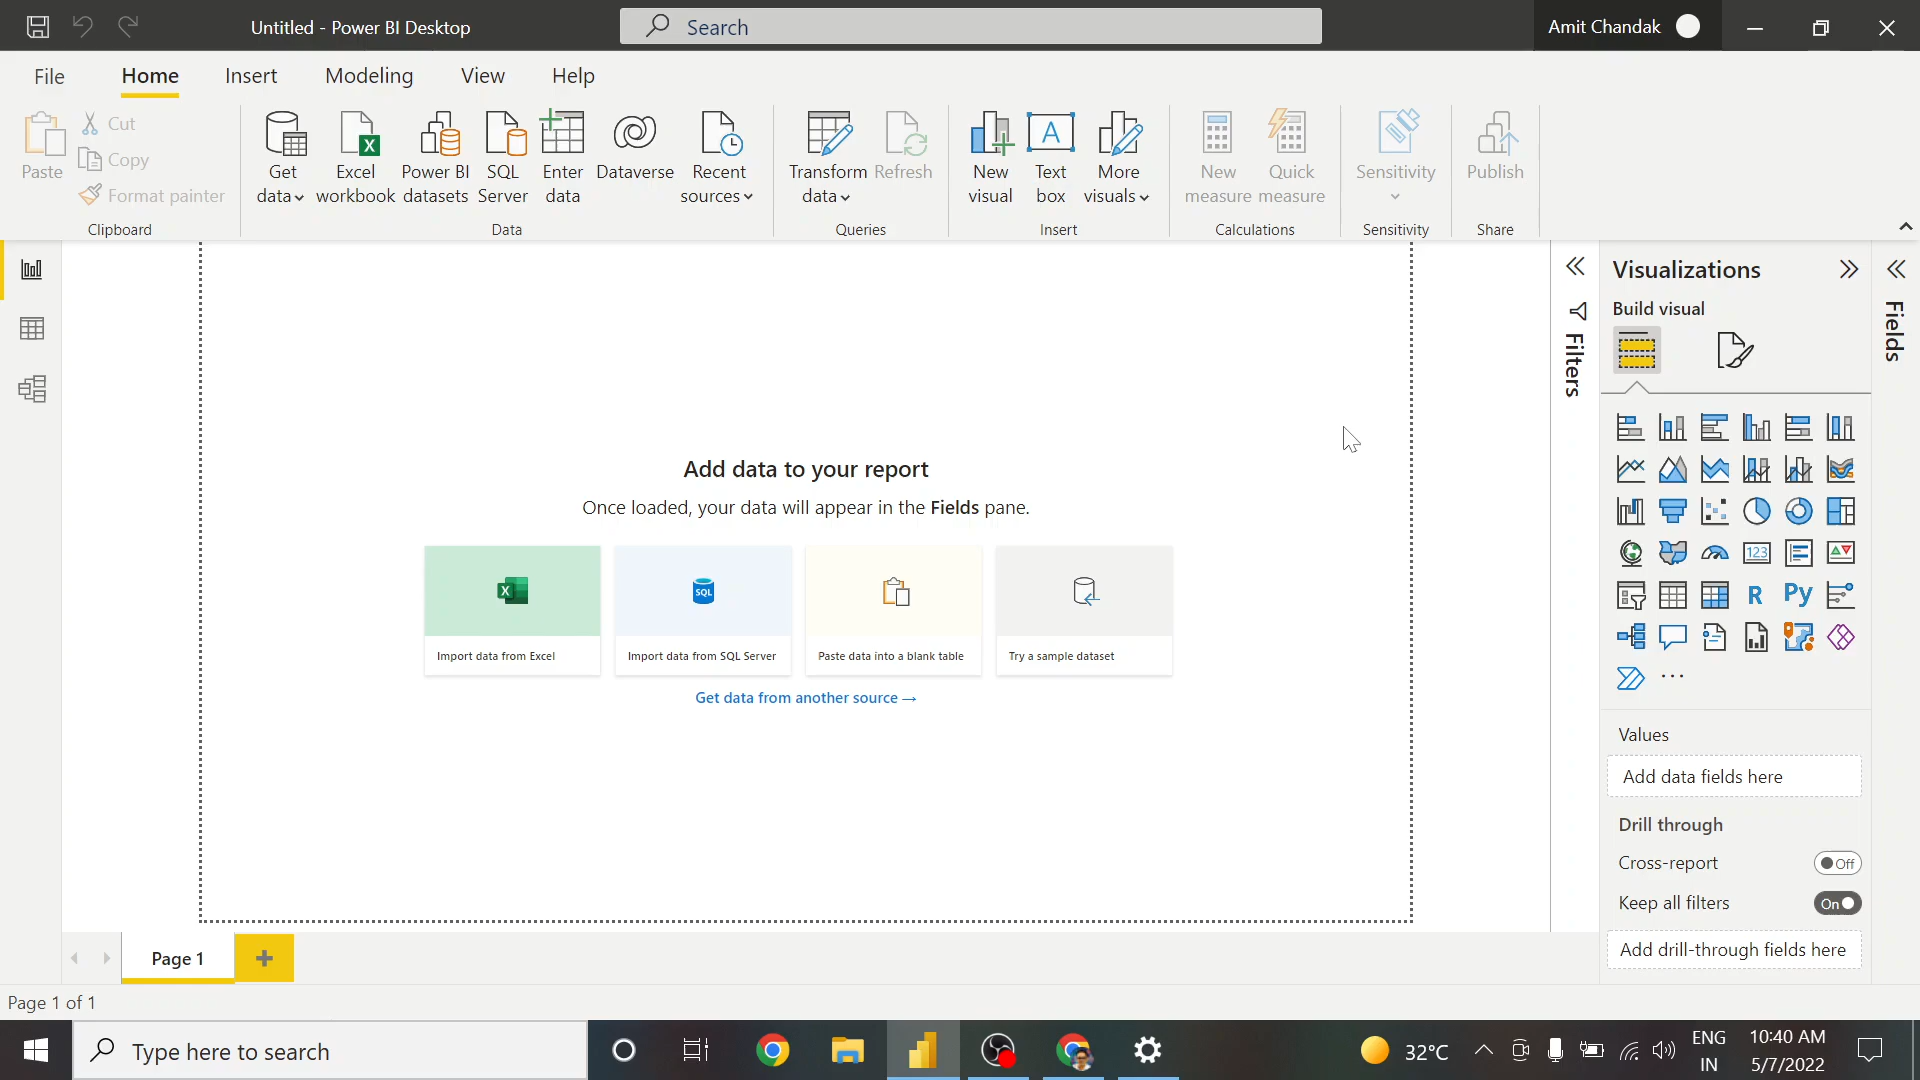 Untitled - Power BI Desktop
Search
Amit Chandak
File
Home
Insert
Modeling
View
Help
Paste
Cut
Copy
Format painter
Clipboard
Get data
Excel workbook
Power BI datasets
SQL Server
Enter data
Dataverse
Recent sources
Data
Transform data
Refresh
Queries
New visual
A
Text box
More visuals
Insert
New measure
Quick measure
Calculations
Sensitivity
Sensitivity
Publish
Share
Filters
Visualizations
Build visual
Fields
123
R
Py
Values
Add data fields here
Drill through
Cross-report
Off
Keep all filters
On
Add drill-through fields here
Add data to your report
Once loaded, your data will appear in the Fields pane.
X
SQL
Import data from Excel
Import data from SQL Server
Paste data into a blank table
Try a sample dataset
Get data from another source →
Page 1
Page 1 of 1
Type here to search
32°C
ENG
IN
10:40 AM
5/7/2022